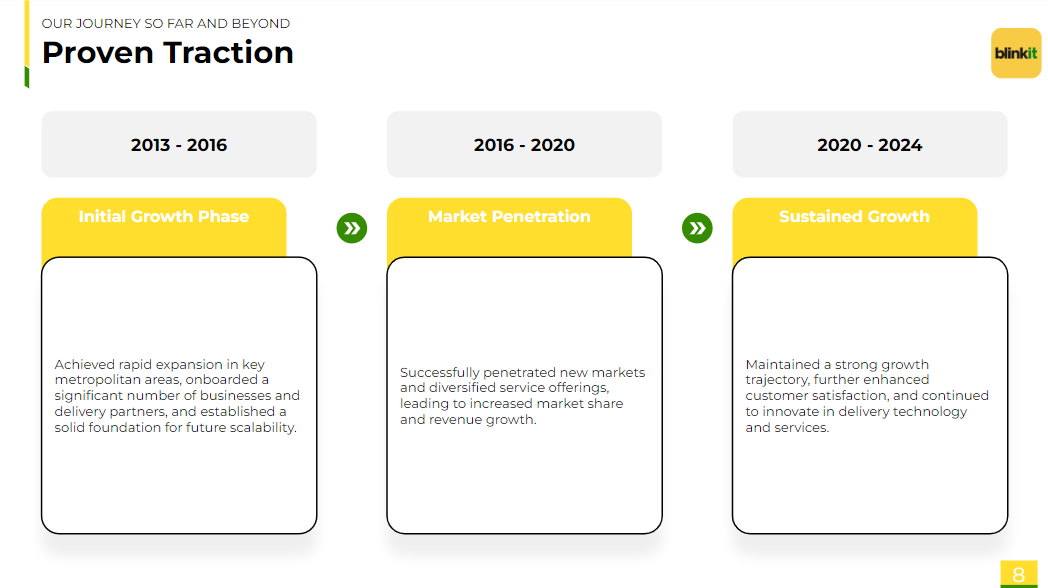 OUR JOURNEY SO FAR AND BEYOND
Proven Traction
blinkit
2013 - 2016
2016 - 2020
2020 - 2024
Initial Growth Phase
Market Penetration
Sustained Growth
Achieved rapid expansion in key
metropolitan areas, onboarded a
significant number of businesses and
delivery partners, and established a
solid foundation for future scalability.
Successfully penetrated new markets
and diversified service offerings,
leading to increased market share
and revenue growth.
Maintained a strong growth
trajectory, further enhanced
customer satisfaction, and continued
to innovate in delivery technology
and services.
8